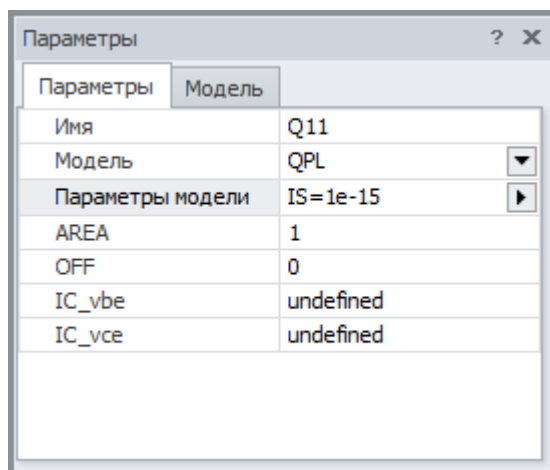 Параметры ? X
Параметры Модель
Имя Q11
Модель QPL
Параметры модели IS=1e-15
AREA 1
OFF 0
IC_vbe undefined
IC_vce undefined